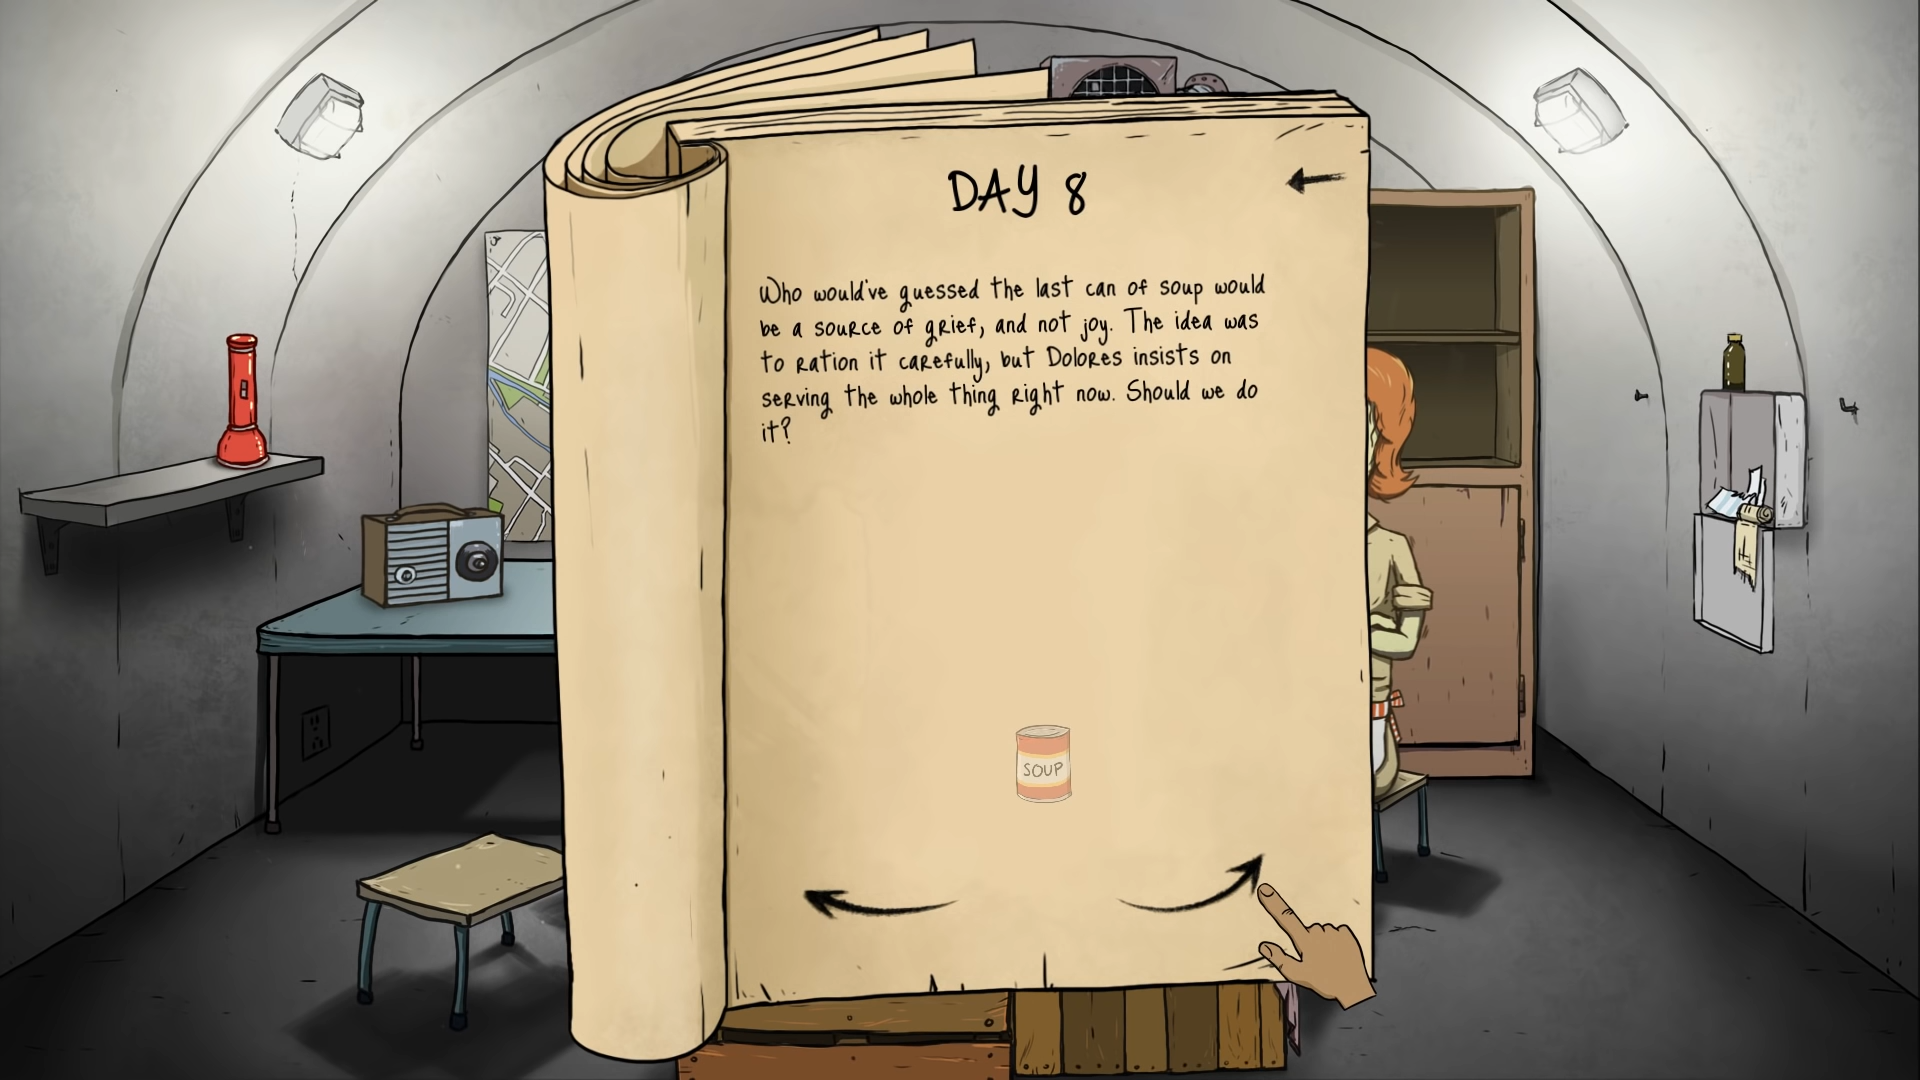 DAY 8
Who would've guessed the last can of soup would
be a source of grief, and not joy. The idea was
to ration it carefully, but Dolores insists on
serving the whole thing right now. Should we do
it?
SOUP